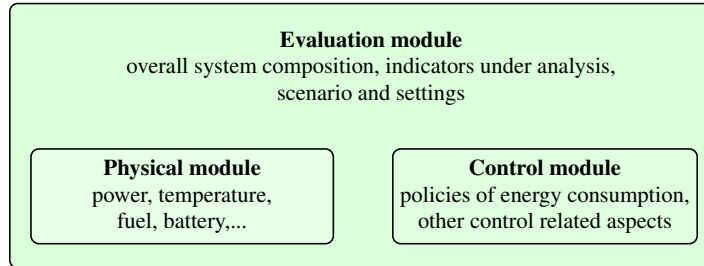 Evaluation module
overall system composition, indicators under analysis,
scenario and settings
Physical module
power, temperature,
fuel, battery,...
Control module
policies of energy consumption,
other control related aspects